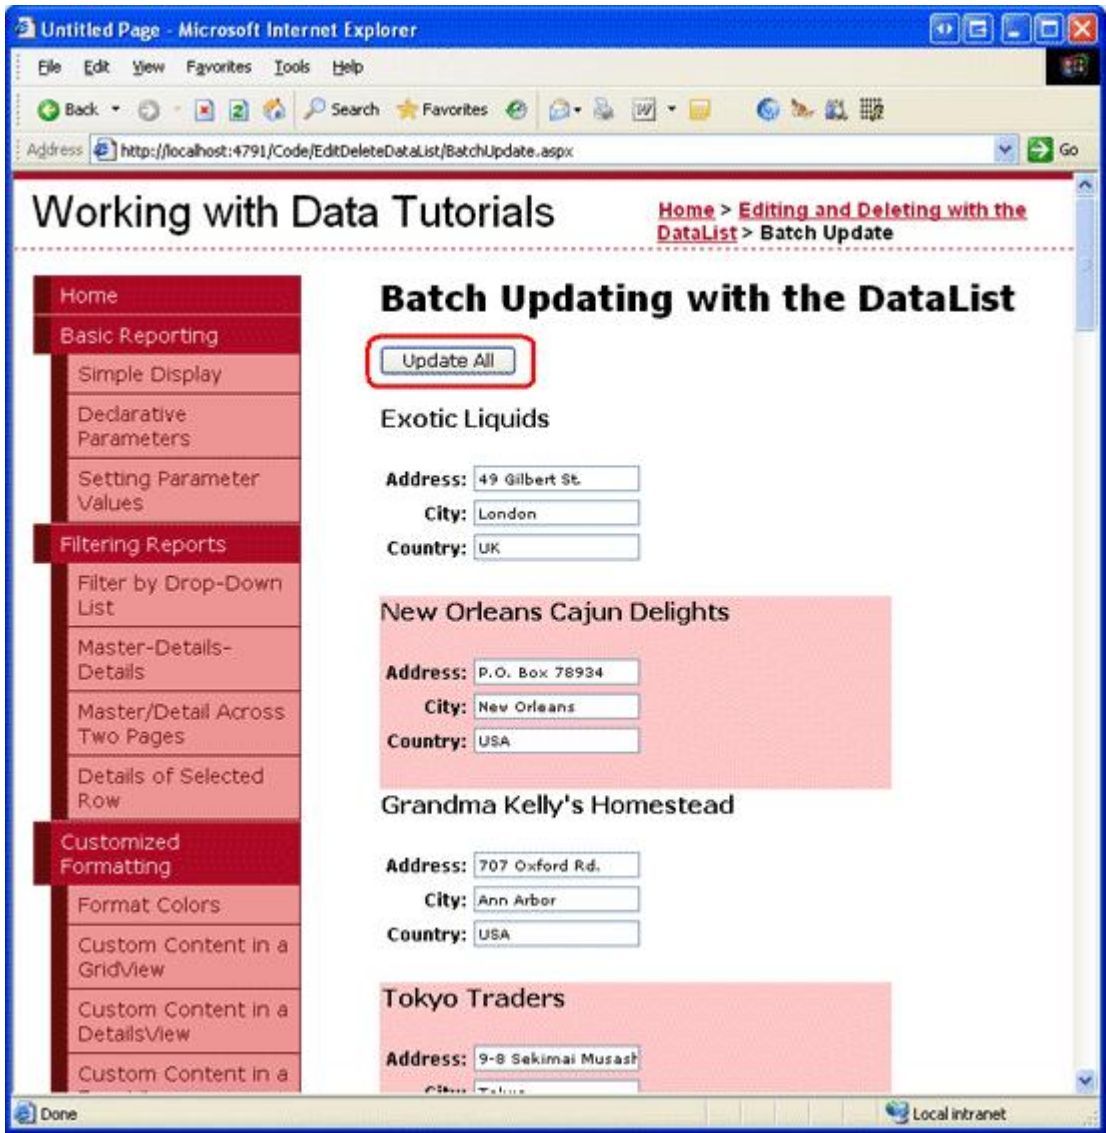 Untitled Page - Microsoft Internet Explorer
File Edit View Favorites Tools Help
Back Search Favorites
Address http://localhost:4791/Code/EditDeleteDataList/BatchUpdate.aspx Go
Working with Data Tutorials
Home > Editing and Deleting with the
DataList > Batch Update
Home
Basic Reporting
Simple Display
Declarative
Parameters
Setting Parameter
Values
Filtering Reports
Filter by Drop-Down
List
Master-Details-
Details
Master/Detail Across
Two Pages
Details of Selected
Row
Customized
Formatting
Format Colors
Custom Content in a
GridView
Custom Content in a
DetailsView
Custom Content in a
Batch Updating with the DataList
Update All
Exotic Liquids
Address: 49 Gilbert St.
City: London
Country: UK
New Orleans Cajun Delights
Address: P.O. Box 78934
City: New Orleans
Country: USA
Grandma Kelly's Homestead
Address: 707 Oxford Rd.
City: Ann Arbor
Country: USA
Tokyo Traders
Address: 9-8 Sekimai Musash
City: Tokyo
Done Local intranet